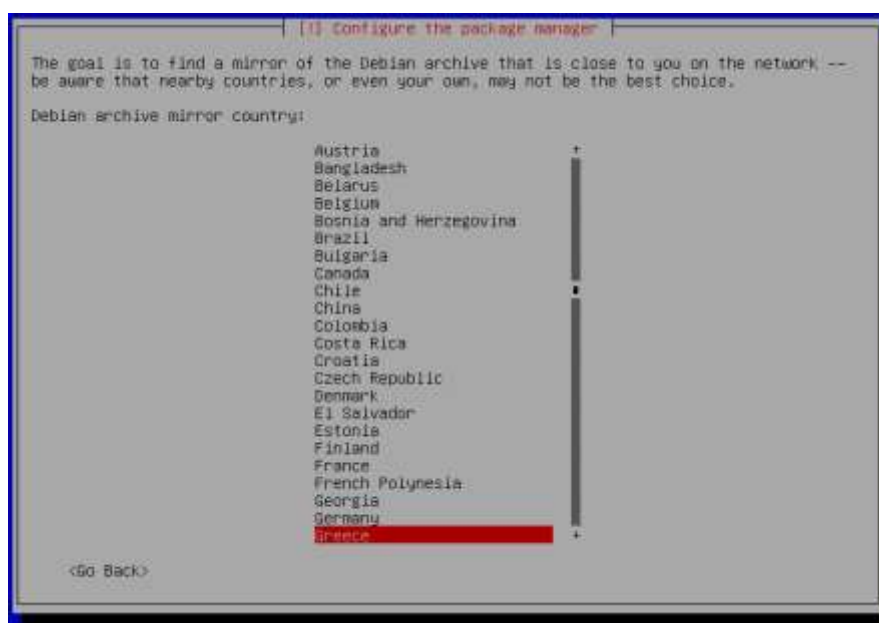 [!] Configure the package manager
The goal is to find a mirror of the Debian archive that is close to you on the network --
be aware that nearby countries, or even your own, may not be the best choice.
Debian archive mirror country:
Austria
Bangladesh
Belarus
Belgium
Bosnia and Herzegovina
Brazil
Bulgaria
Canada
Chile
China
Colombia
Costa Rica
Croatia
Czech Republic
Denmark
El Salvador
Estonia
Finland
France
French Polynesia
Georgia
Germany
Greece
<Go Back>